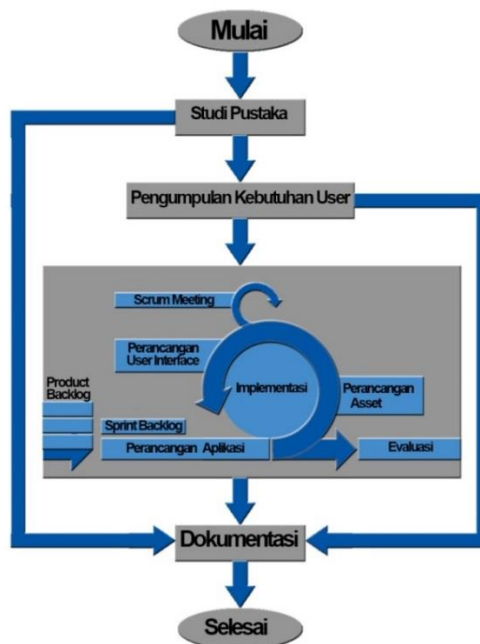 Mulai
Studi Pustaka
Pengumpulan Kebutuhan User
Scrum Meeting
Perancangan
User Interface
Implementasi
Perancangan
Asset
Product
Backlog
Sprint Backlog
Perancangan Aplikasi
Evaluasi
Dokumentasi
Selesai